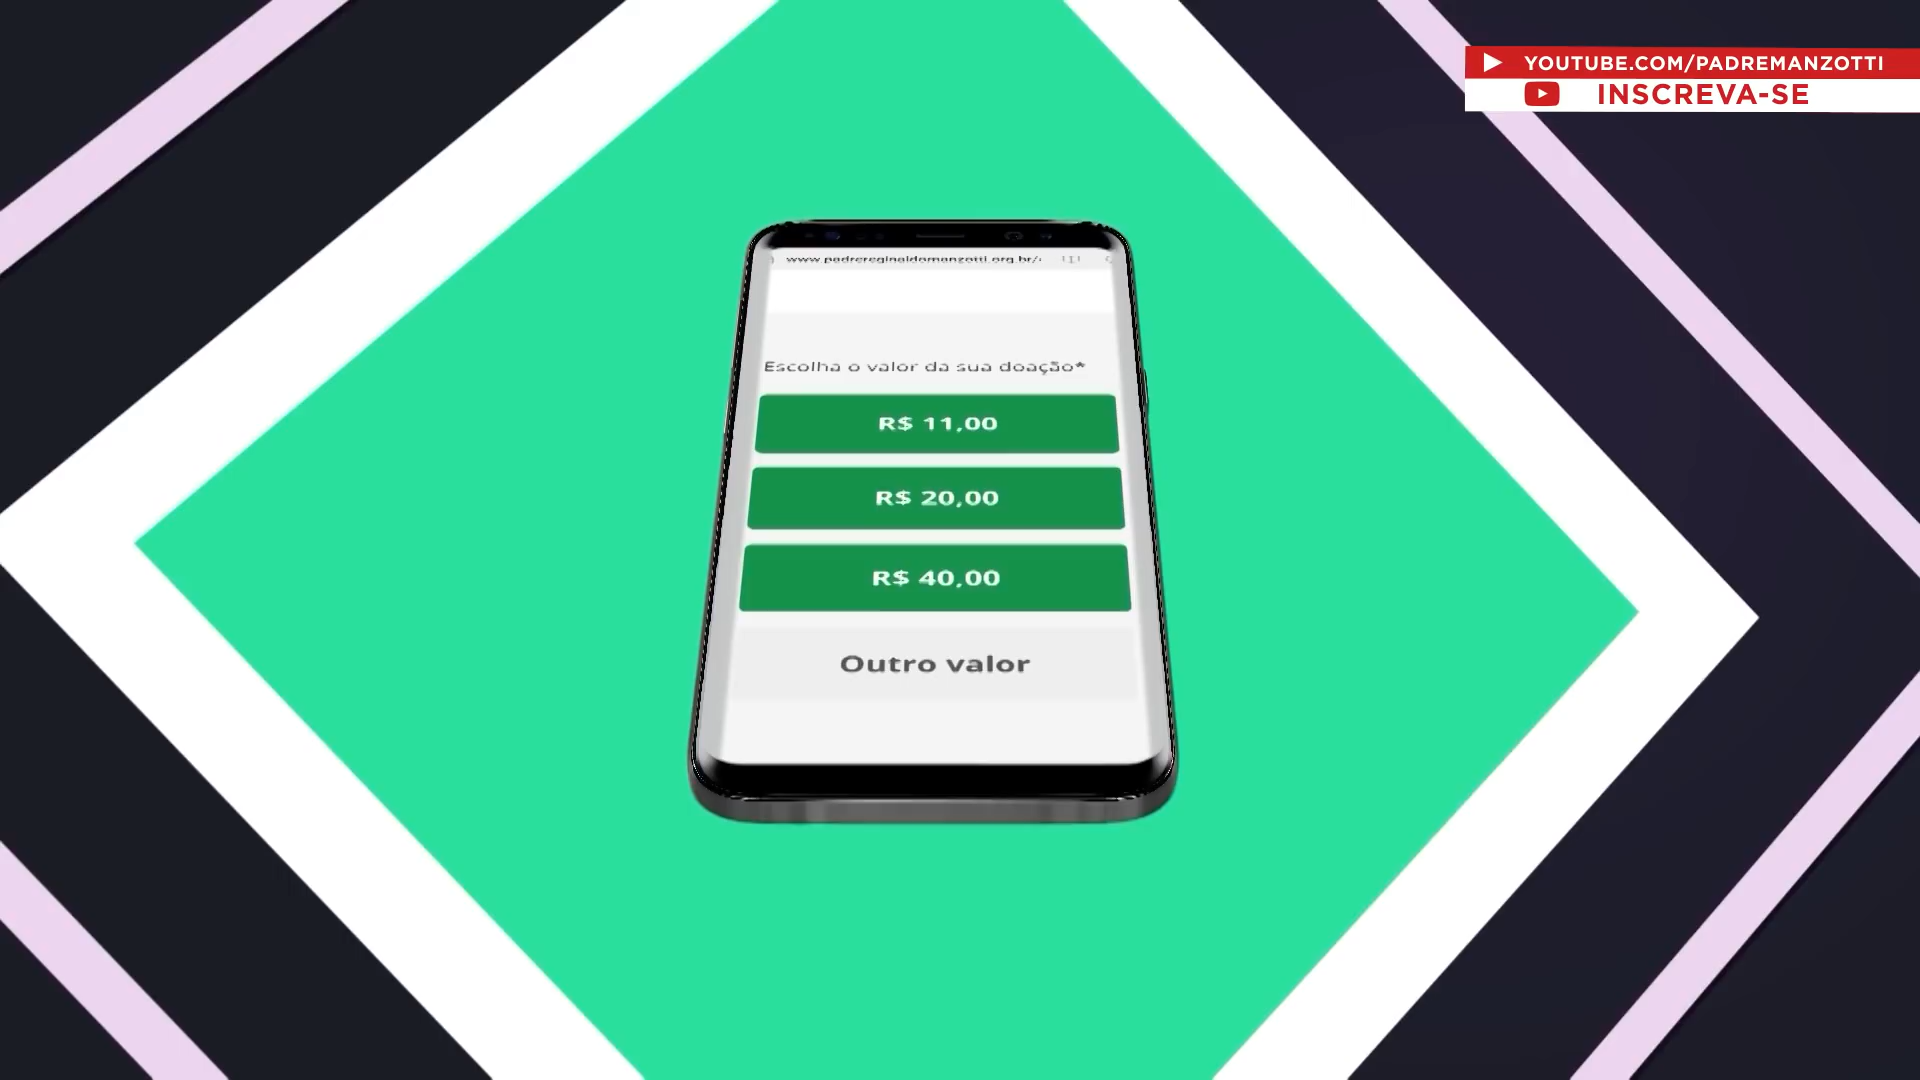 YOUTUBE.COM/PADREMANZOTTI
INSCREVA-SE
www.padrereginaldomanzotti.org.br/
Escolha o valor da sua doação*
R$ 11,00
R$ 20,00
R$ 40,00
Outro valor